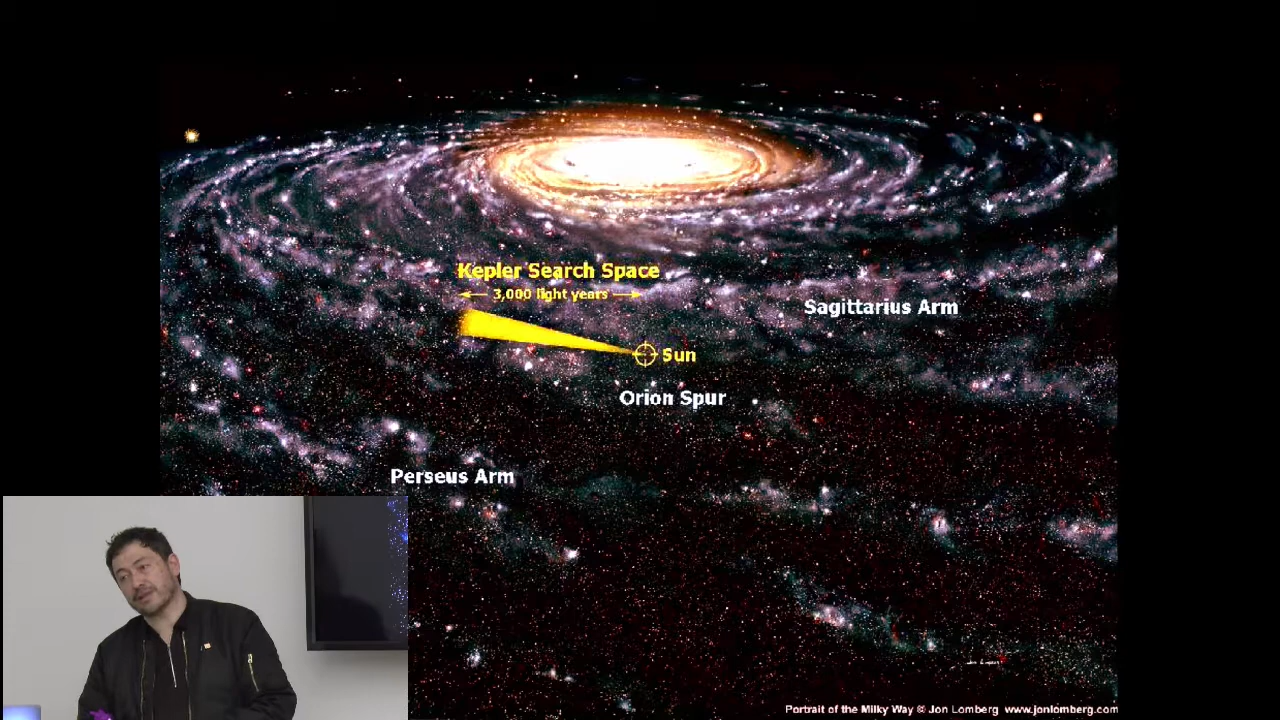 Kepler Search Space
3,000 light years
Sagittarius Arm
Sun
Orion Spur
Perseus Arm
Portrait of the Milky Way © Jon Lomberg www.jonlomberg.com